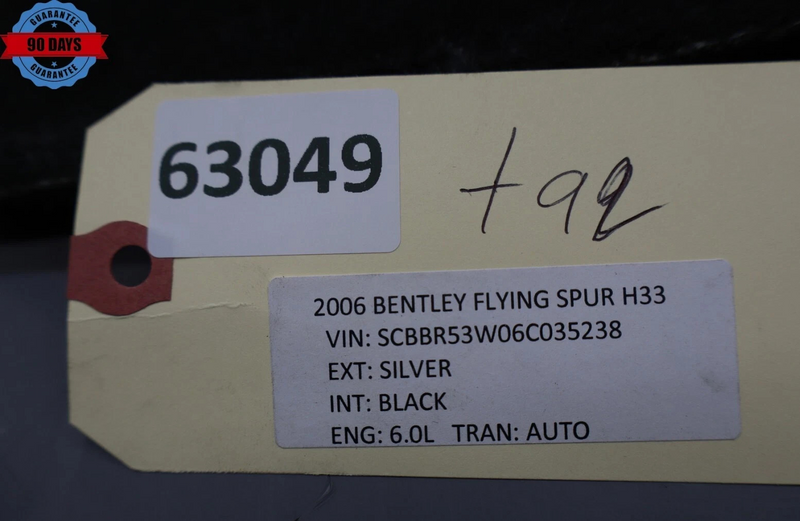 GUARANTEE
90 DAYS
GUARANTEE
63049
2006 BENTLEY FLYING SPUR H33
VIN: SCBBR53W06C035238
EXT: SILVER
INT: BLACK
ENG: 6.0L TRAN: AUTO